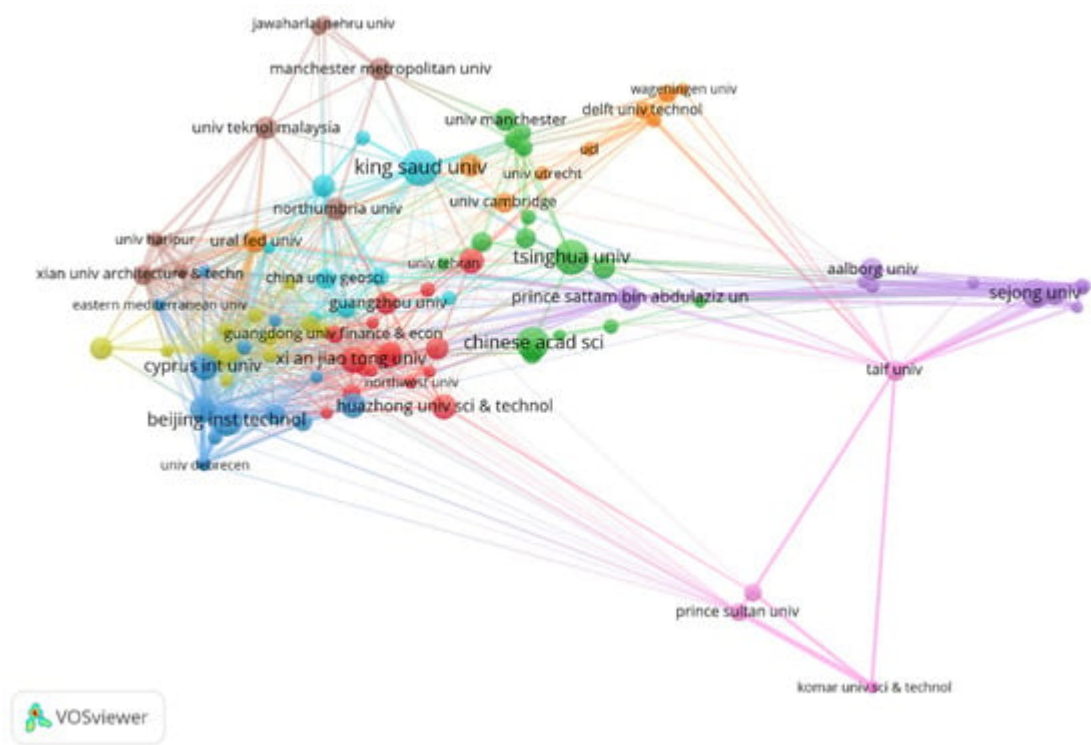 jawaharlal nehru univ
manchester metropolitan univ
wageningen univ
delft univ technol
univ manchester
univ teknol malaysia
ucl
king saud univ
univ utrecht
univ cambridge
northumbria univ
univ hariour
ural fed univ
tsinghua univ
univ tehran
xian univ architecture & techn
china univ geosci
aalborg univ
sejong univ
prince sattam bin abdulaziz un
eastern mediterranean univ
guangzhou univ
guangdong univ finance & econ
chinese acad sci
xi an jiao tong univ
cyprus int univ
taif univ
northwest univ
huazhong univ sci & technol
beijing inst technol
univ debrecen
prince sultan univ
komar univ sci & technol
VOSviewer